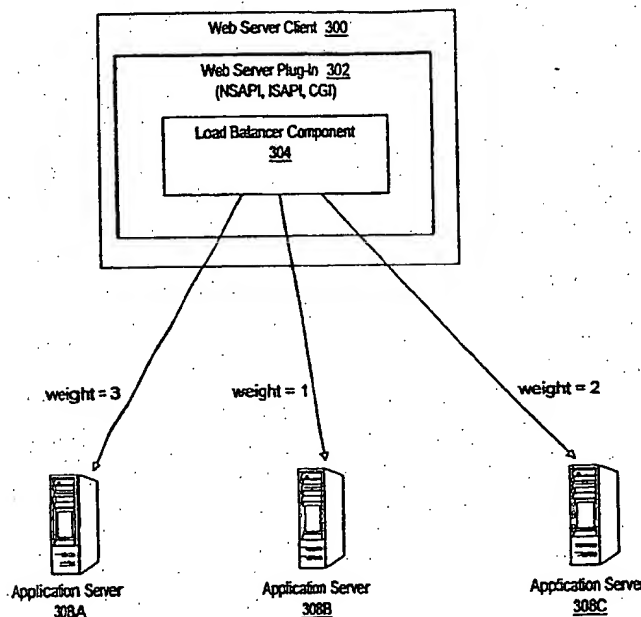 Web Server Client 300
Web Server Plug-In 302
(NSAPI, ISAPI, CGI)
Load Balancer Component
304
weight = 3
weight = 1
weight = 2
Application Server
308A
Application Server
308B
Application Server
308C